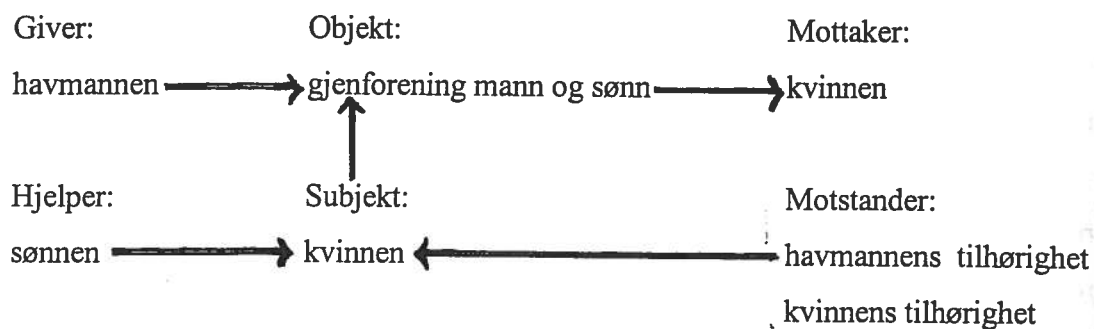 Giver: Objekt: Mottaker:
havmannen gjenforening mann og sønn kvinnen
Hjelper: Subjekt: Motstander:
sønnen kvinnen havmannens tilhørighet
kvinnens tilhørighet